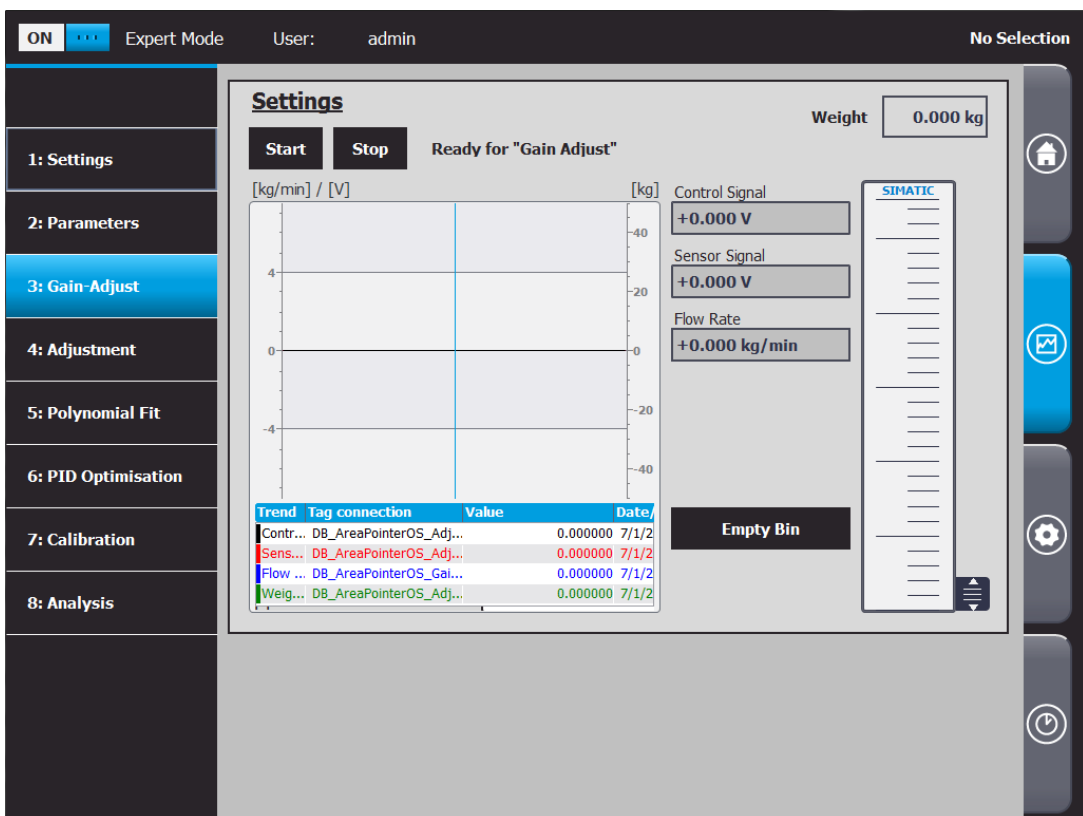 ON Expert Mode User: admin No Selection
Settings
Weight 0.000 kg
Start Stop Ready for "Gain Adjust"
1: Settings
2: Parameters
3: Gain-Adjust
4: Adjustment
5: Polynomial Fit
6: PID Optimisation
7: Calibration
8: Analysis
[kg/min] / [V] [kg]
4
0
-4
40
20
0
-20
-40
Control Signal
+0.000 V
Sensor Signal
+0.000 V
Flow Rate
+0.000 kg/min
SIMATIC
Empty Bin
Trend Tag connection Value Date/
Contr... DB_AreaPointerOS_Adj... 0.000000 7/1/2
Sens... DB_AreaPointerOS_Adj... 0.000000 7/1/2
Flow ... DB_AreaPointerOS_Gai... 0.000000 7/1/2
Weig... DB_AreaPointerOS_Adj... 0.000000 7/1/2